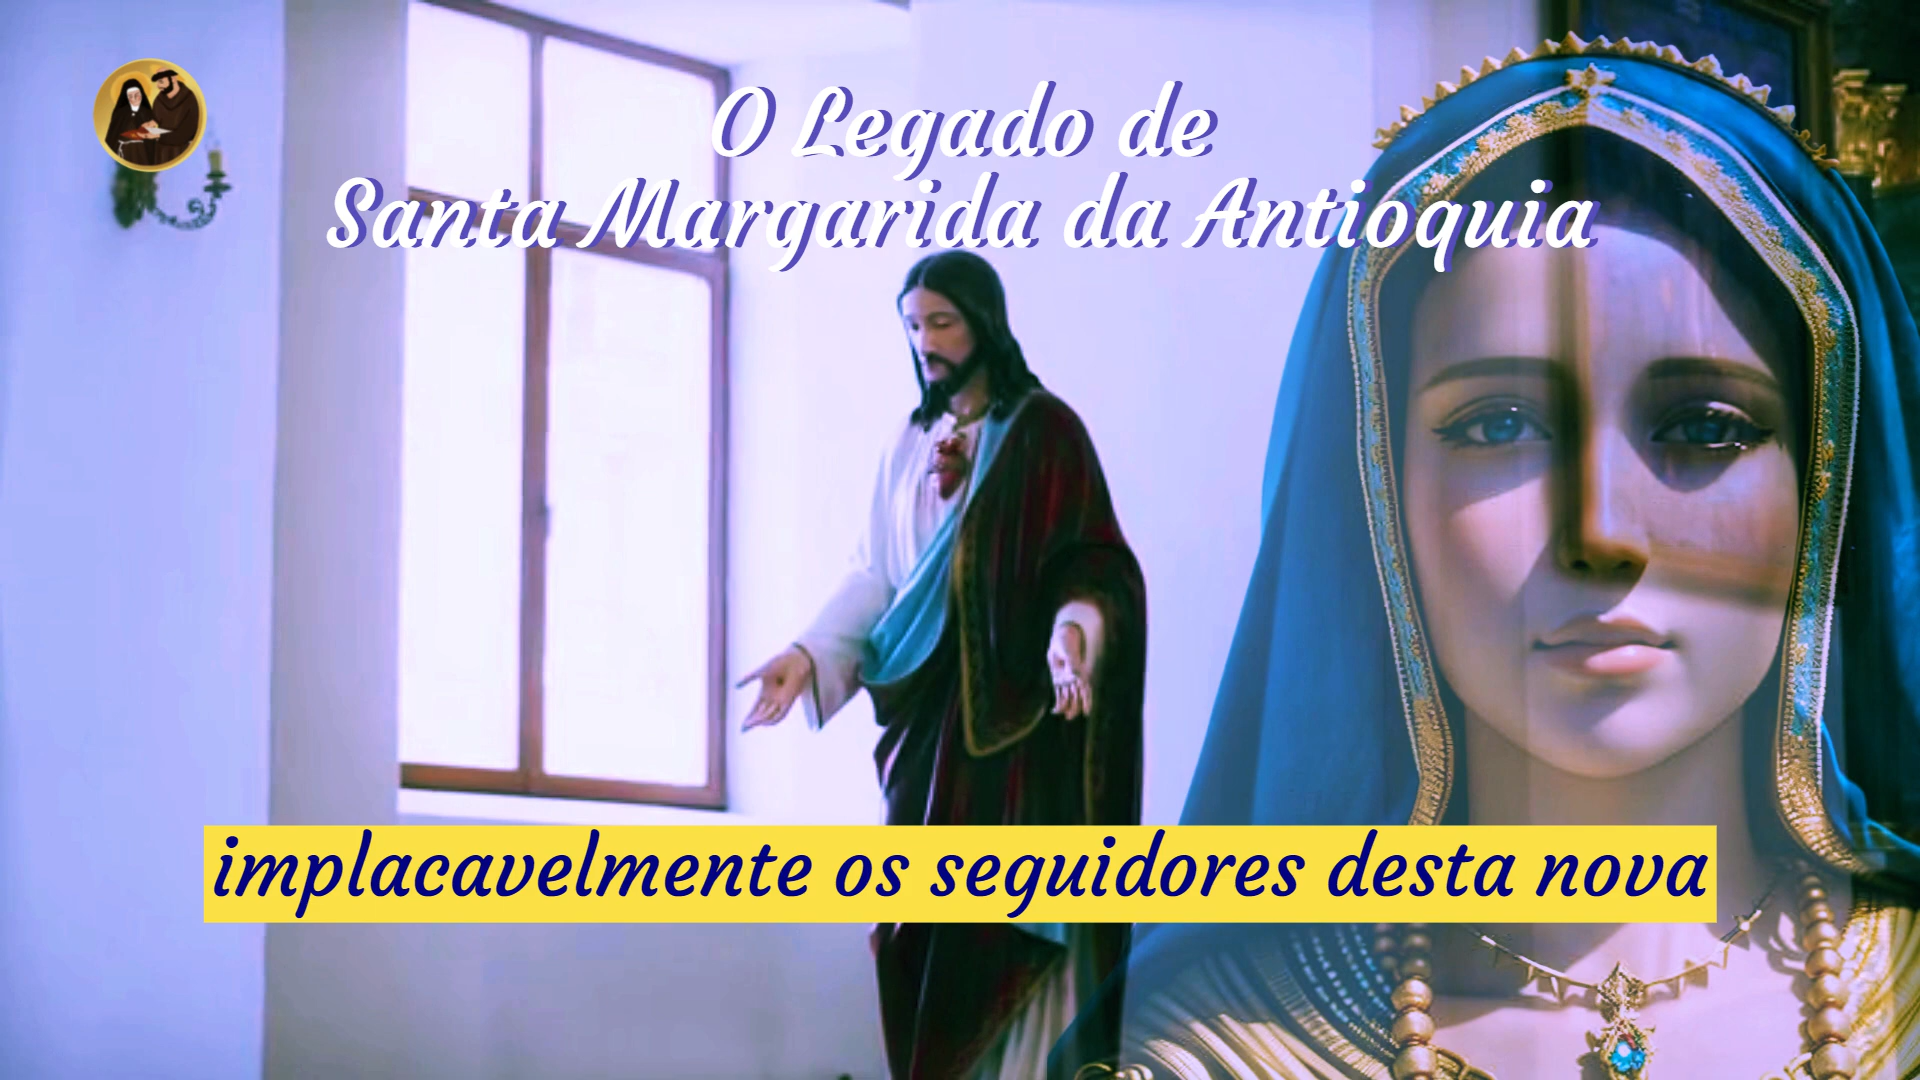 O Legado de
Santa Margarida da Antioquia
implacavelmente os seguidores desta nova